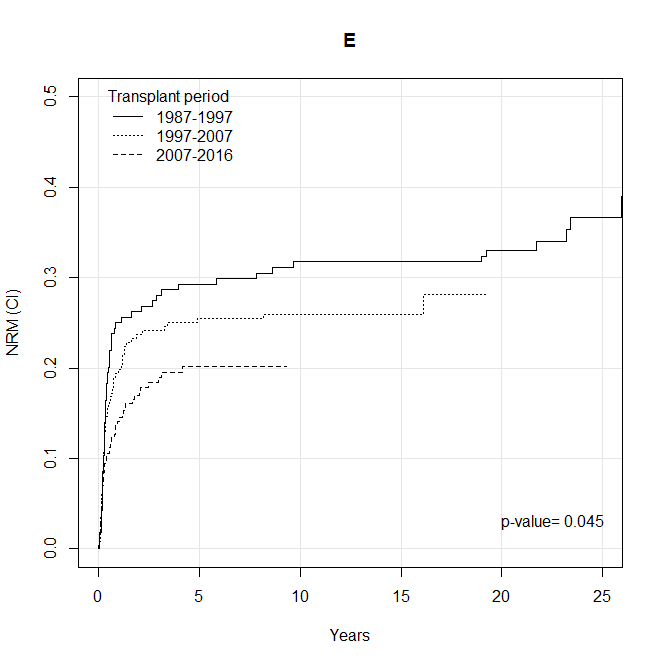 E
Transplant period
1987-1997
1997-2007
2007-2016
NRM (CI)
0.5
0.4
0.3
0.2
0.1
0.0
p-value= 0.045
0 5 10 15 20 25
Years